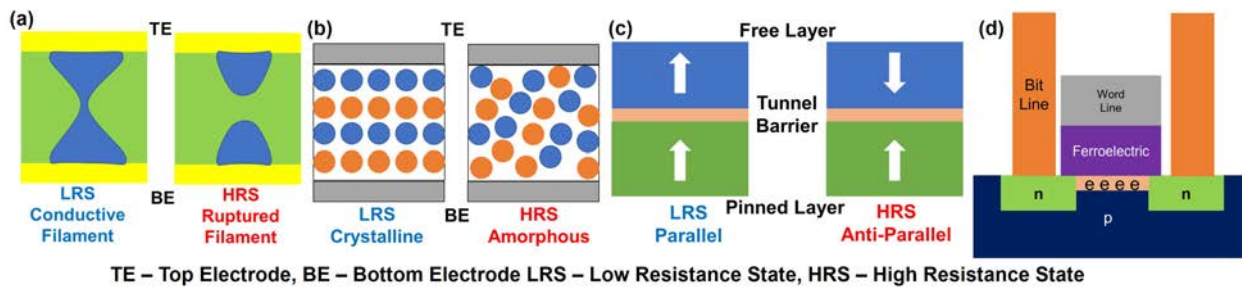 (a)
TE
LRS
Conductive
Filament
BE
HRS
Ruptured
Filament
(b)
TE
LRS
Crystalline
BE
HRS
Amorphous
(c)
Free Layer
Tunnel
Barrier
Pinned Layer
LRS
Parallel
HRS
Anti-Parallel
(d)
Bit
Line
Word
Line
Ferroelectric
e e e e
n
n
p
TE – Top Electrode, BE – Bottom Electrode LRS – Low Resistance State, HRS – High Resistance State